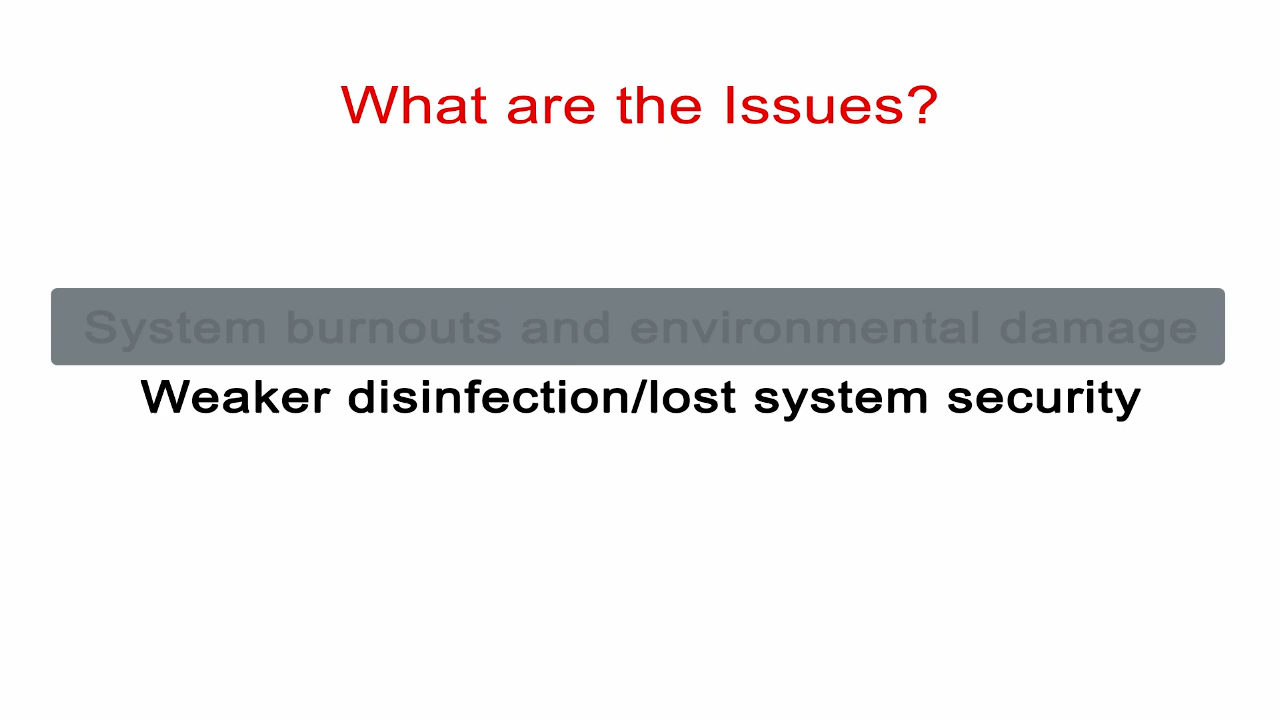 What are the Issues?
System burnouts and environmental damage
Weaker disinfection/lost system security